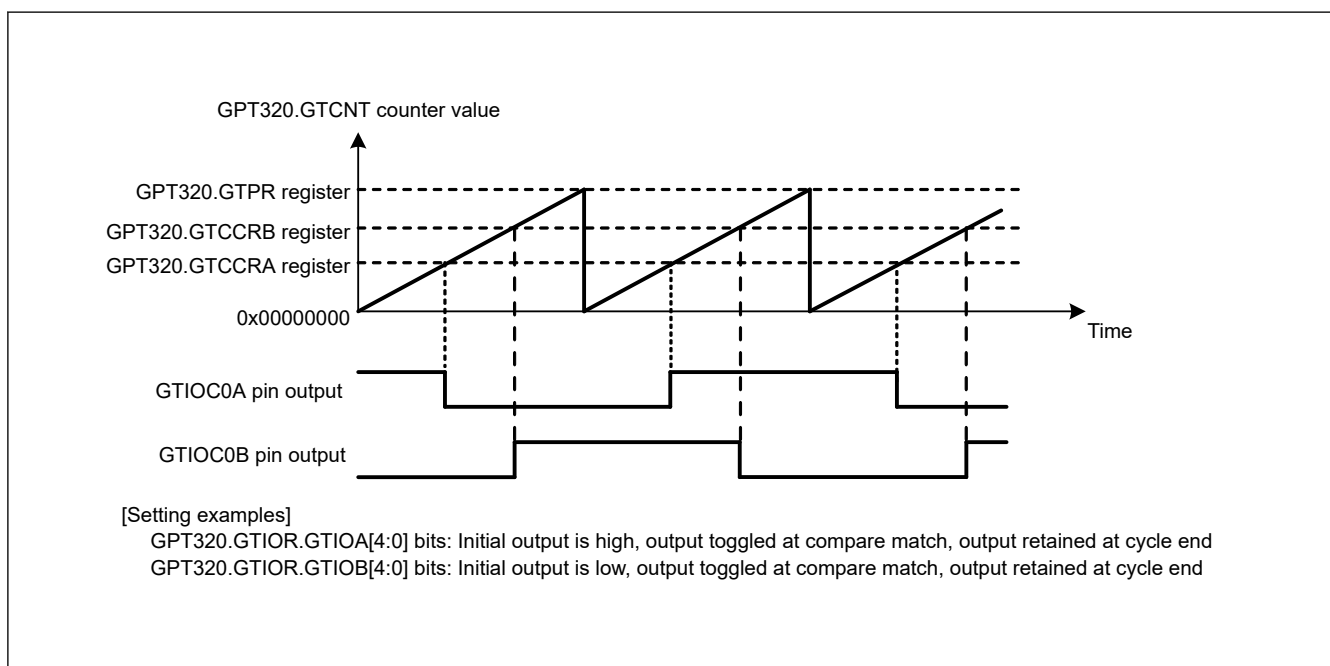 GPT320.GTCNT counter value
GPT320.GTPR register
GPT320.GTCCRB register
GPT320.GTCCRA register
0x00000000
Time
GTIOC0A pin output
GTIOC0B pin output
[Setting examples]
GPT320.GTIOR.GTIOA[4:0] bits: Initial output is high, output toggled at compare match, output retained at cycle end
GPT320.GTIOR.GTIOB[4:0] bits: Initial output is low, output toggled at compare match, output retained at cycle end